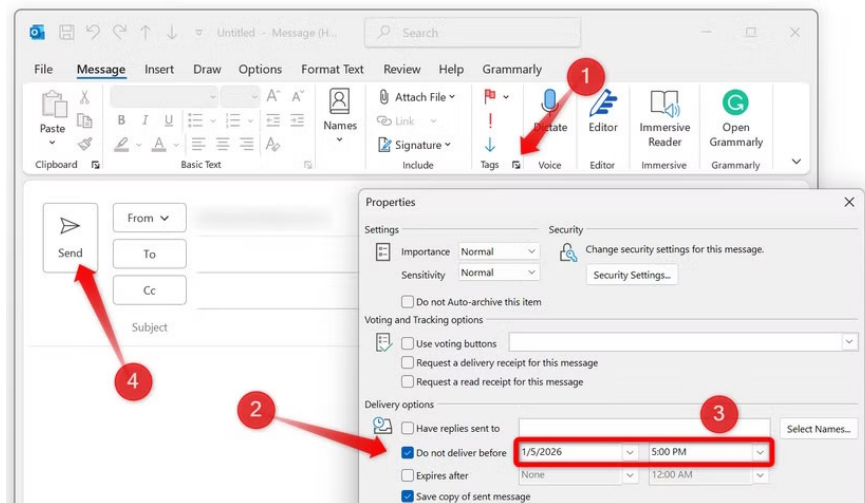 Untitled - Message (H...
Search
File Message Insert Draw Options Format Text Review Help Grammarly
1
Paste
B I U
A
A
A
Names
Attach File
Link
Signature
Dictate
Editor
Immersive Reader
Open Grammarly
Clipboard Basic Text Include Tags Voice Editor Immersive Grammarly
Send
From
To
Cc
Subject
4
Properties
Settings
Security
Importance Normal
Change security settings for this message.
Sensitivity Normal
Security Settings...
Do not Auto-archive this item
Voting and Tracking options
Use voting buttons
Request a delivery receipt for this message
Request a read receipt for this message
Delivery options
2
3
Have replies sent to
Select Names...
Do not deliver before 1/5/2026 5:00 PM
Expires after None 12:00 AM
Save copy of sent message